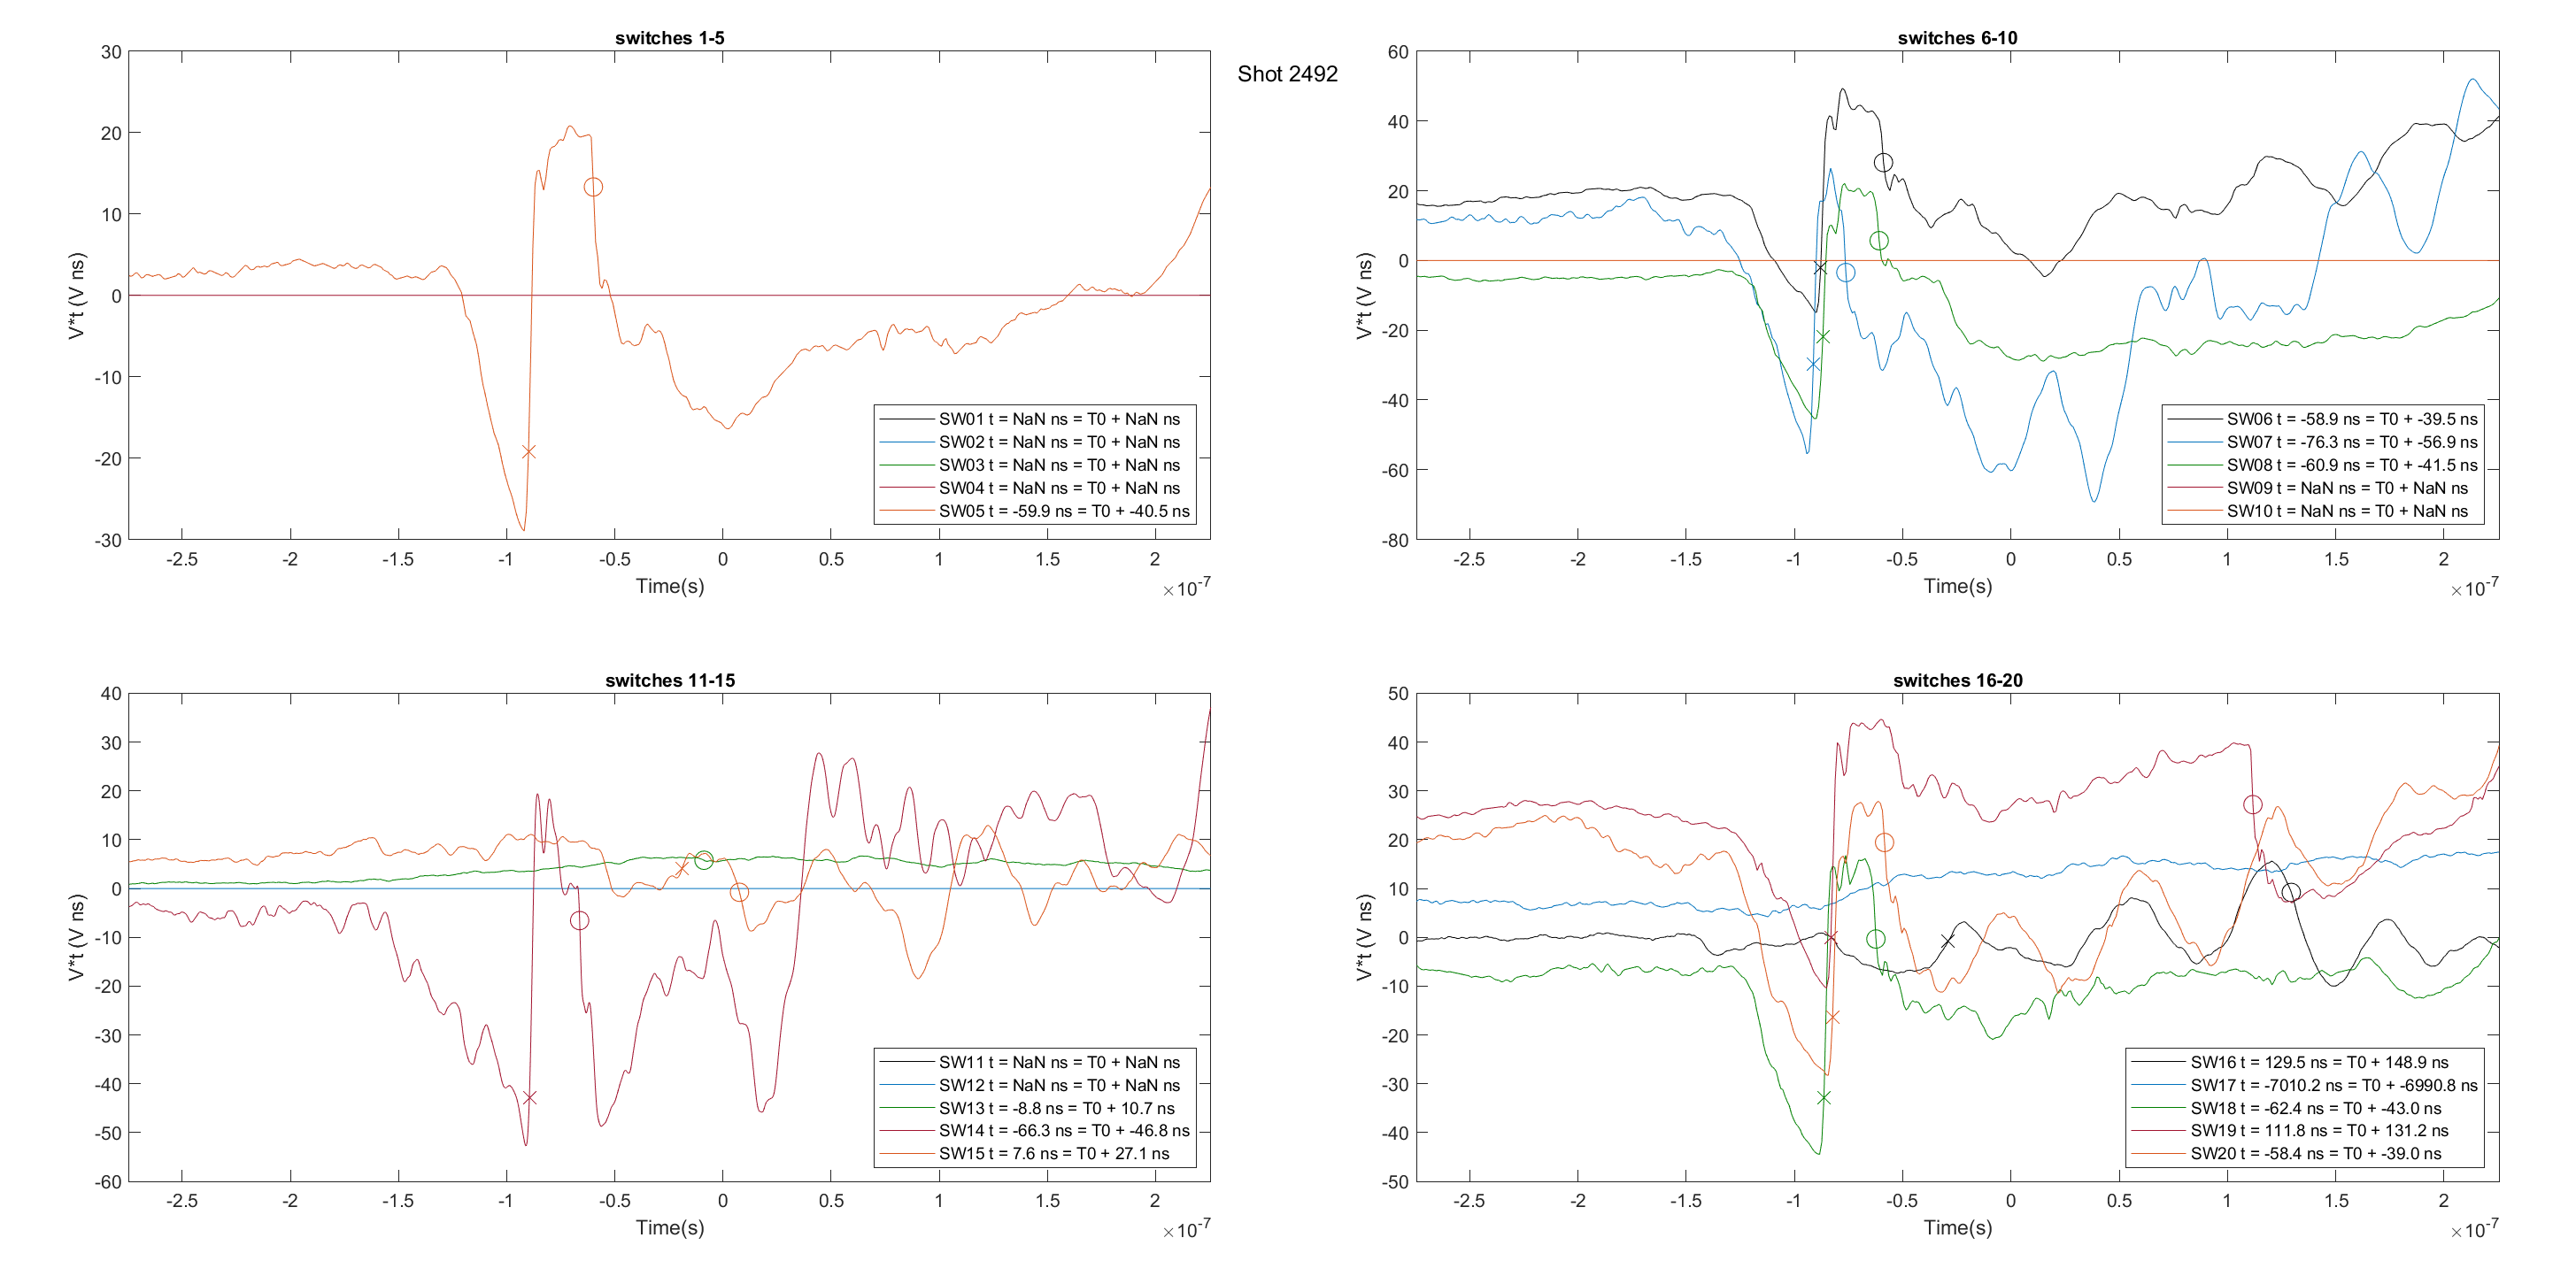 Shot 2492
switches 1-5
30
20
10
0
-10
-20
-30
V*t (V ns)
-2.5 -2 -1.5 -1 -0.5 0 0.5 1 1.5 2
Time(s)
×10-7
SW01 t = NaN ns = T0 + NaN ns
SW02 t = NaN ns = T0 + NaN ns
SW03 t = NaN ns = T0 + NaN ns
SW04 t = NaN ns = T0 + NaN ns
SW05 t = -59.9 ns = T0 + -40.5 ns
switches 6-10
60
40
20
0
-20
-40
-60
-80
V*t (V ns)
-2.5 -2 -1.5 -1 -0.5 0 0.5 1 1.5 2
Time(s)
×10-7
SW06 t = -58.9 ns = T0 + -39.5 ns
SW07 t = -76.3 ns = T0 + -56.9 ns
SW08 t = -60.9 ns = T0 + -41.5 ns
SW09 t = NaN ns = T0 + NaN ns
SW10 t = NaN ns = T0 + NaN ns
switches 11-15
40
30
20
10
0
-10
-20
-30
-40
-50
-60
V*t (V ns)
-2.5 -2 -1.5 -1 -0.5 0 0.5 1 1.5 2
Time(s)
×10-7
SW11 t = NaN ns = T0 + NaN ns
SW12 t = NaN ns = T0 + NaN ns
SW13 t = -8.8 ns = T0 + 10.7 ns
SW14 t = -66.3 ns = T0 + -46.8 ns
SW15 t = 7.6 ns = T0 + 27.1 ns
switches 16-20
50
40
30
20
10
0
-10
-20
-30
-40
-50
V*t (V ns)
-2.5 -2 -1.5 -1 -0.5 0 0.5 1 1.5 2
Time(s)
×10-7
SW16 t = 129.5 ns = T0 + 148.9 ns
SW17 t = -7010.2 ns = T0 + -6990.8 ns
SW18 t = -62.4 ns = T0 + -43.0 ns
SW19 t = 111.8 ns = T0 + 131.2 ns
SW20 t = -58.4 ns = T0 + -39.0 ns